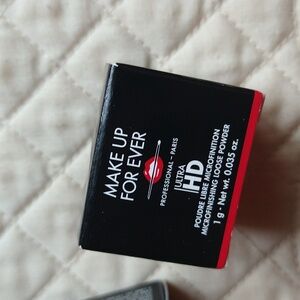 MAKE UP
FOR EVER
PROFESSIONAL - PARIS
ULTRA
HD
POUDRE LIBRE MICROFINITION
MICROFINISHING LOOSE POWDER
1 g - Net wt. 0.035 oz.